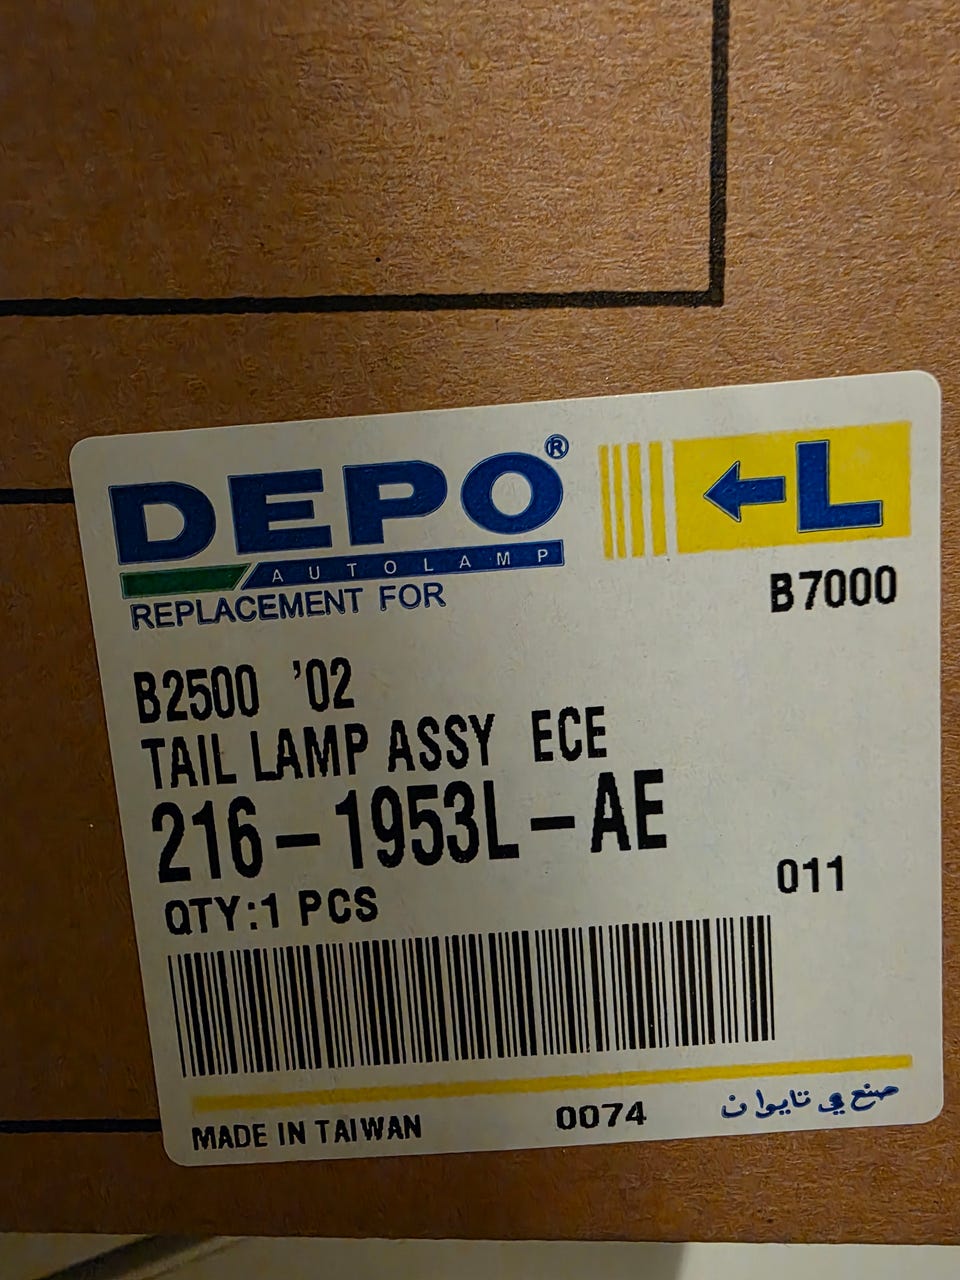 DEPO®
AUTOLAMP
L
REPLACEMENT FOR
B7000
B2500 '02
TAIL LAMP ASSY ECE
216-1953L-AE
011
QTY:1 PCS
MADE IN TAIWAN
0074
صنع في تايوان